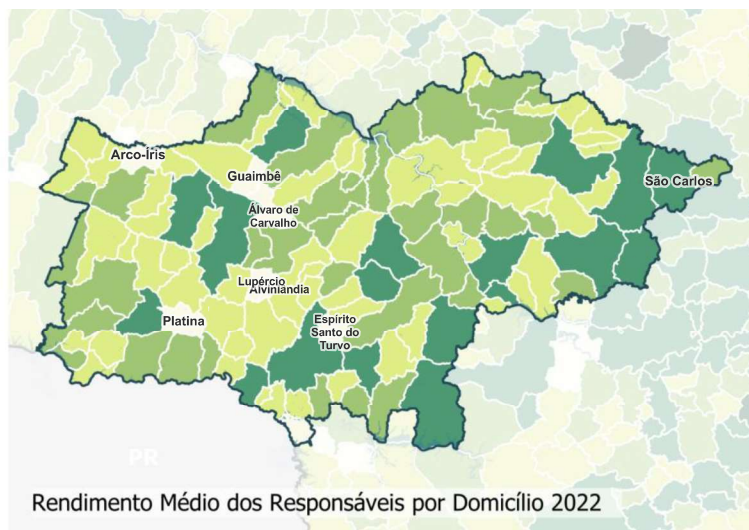 Arco-Íris
Guaimbê
São Carlos
Álvaro de
Carvalho
Lupércio
Alvinlandia
Platina
Espírito
Santo do
Turvo
PR
Rendimento Médio dos Responsáveis por Domicílio 2022